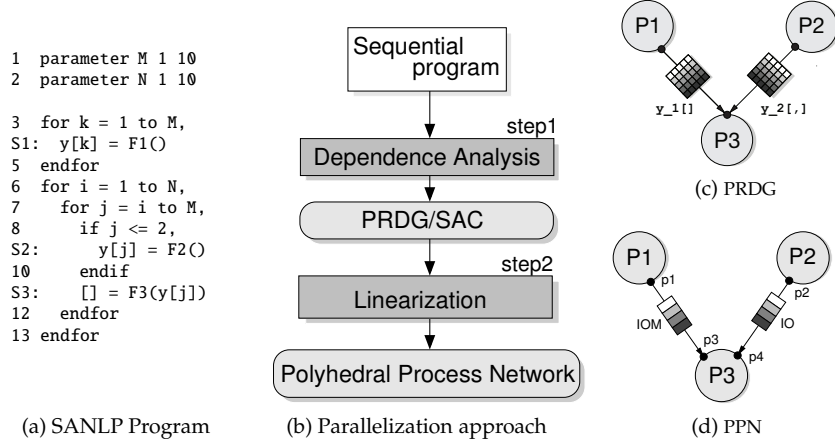 1  parameter M 1 10
2  parameter N 1 10
3  for k = 1 to M,
S1:  y[k] = F1()
5  endfor
6  for i = 1 to N,
7    for j = i to M,
8      if j <= 2,
S2:      y[j] = F2()
10     endif
S3:    [] = F3(y[j])
12   endfor
13 endfor
(a) SANLP Program
Sequential
program
step1
Dependence Analysis
PRDG/SAC
step2
Linearization
Polyhedral Process Network
(b) Parallelization approach
P1
P2
y_1[]
y_2[,]
P3
(c) PRDG
P1
P2
p1
p2
IOM
IO
p3
p4
P3
(d) PPN